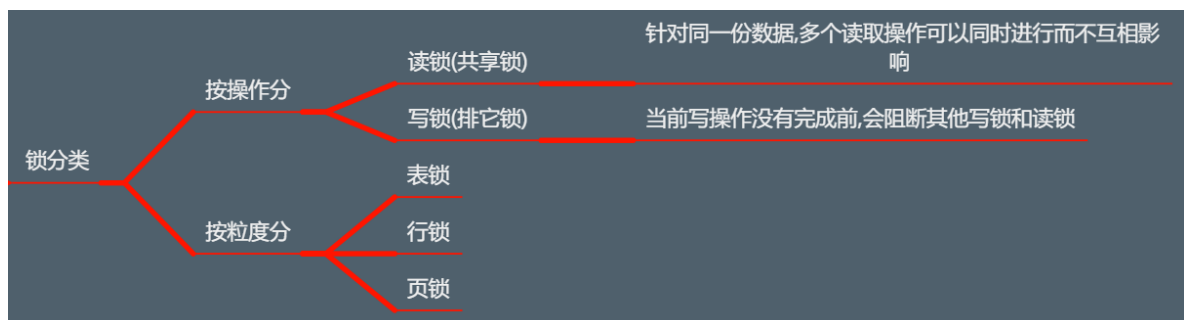 锁分类
按操作分
读锁(共享锁)
针对同一份数据,多个读取操作可以同时进行而不互相影
响
写锁(排它锁)
当前写操作没有完成前,会阻断其他写锁和读锁
按粒度分
表锁
行锁
页锁